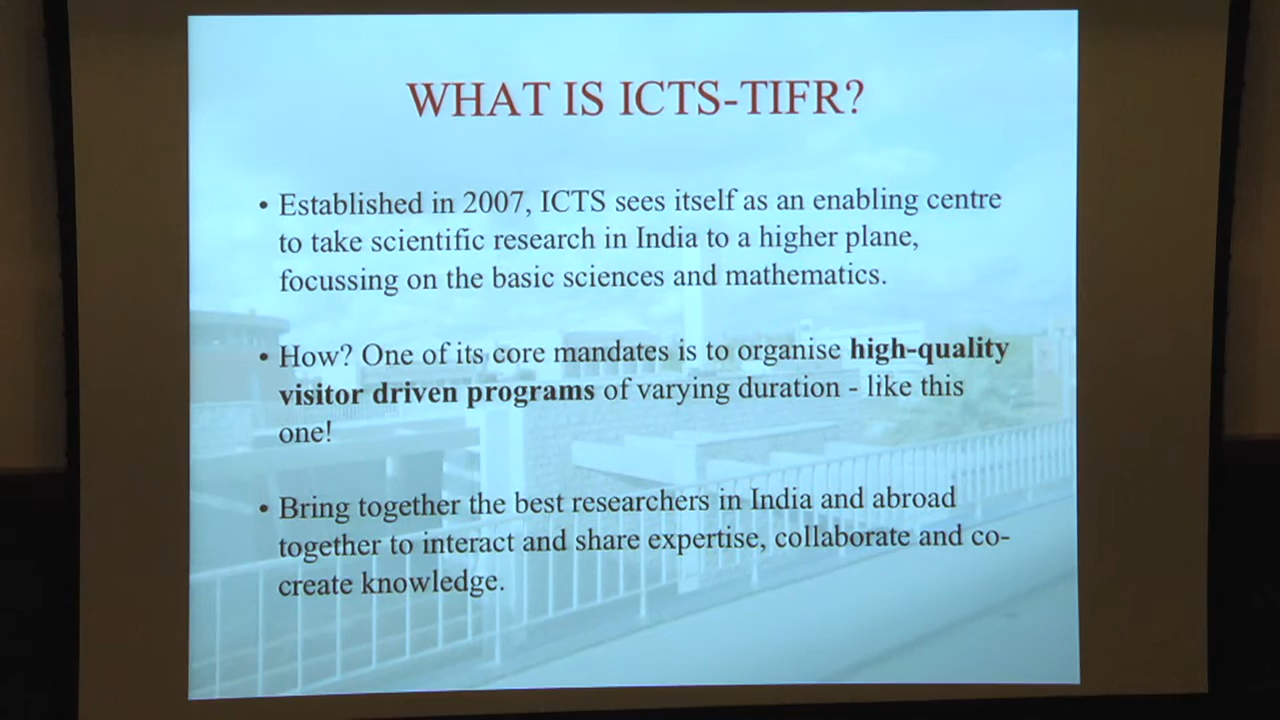 WHAT IS ICTS-TIFR?
• Established in 2007, ICTS sees itself as an enabling centre
to take scientific research in India to a higher plane,
focussing on the basic sciences and mathematics.
• How? One of its core mandates is to organise high-quality
visitor driven programs of varying duration - like this
one!
• Bring together the best researchers in India and abroad
together to interact and share expertise, collaborate and co-
create knowledge.